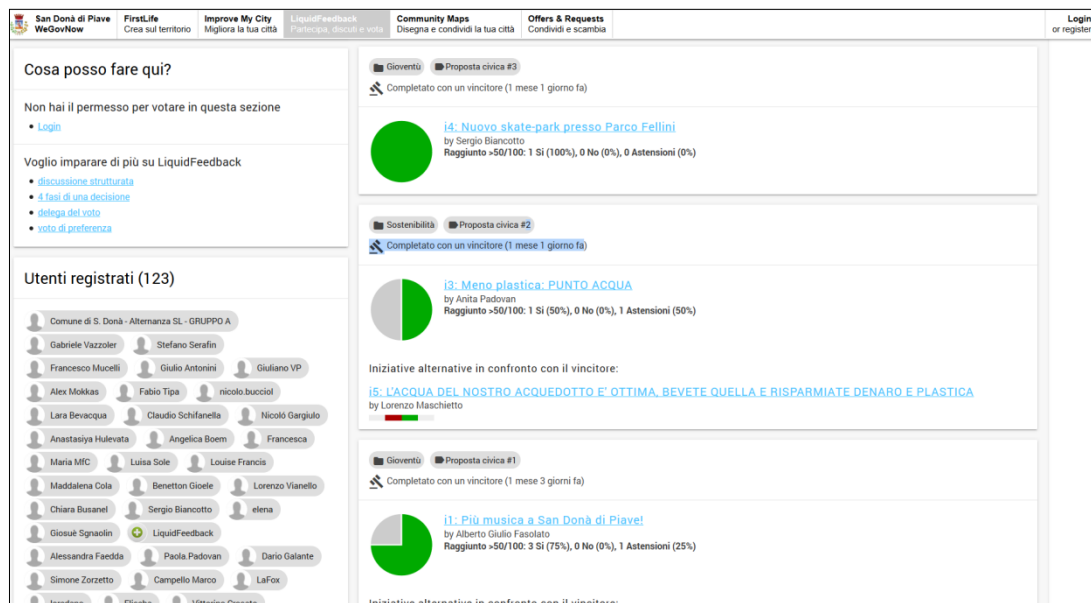 San Donà di Piave
WeGovNow
FirstLife
Crea sul territorio
Improve My City
Migliora la tua città
LiquidFeedback
Partecipa, discuti e vota
Community Maps
Disegna e condividi la tua città
Offers & Requests
Condividi e scambia
Login
or register
Cosa posso fare qui?
Non hai il permesso per votare in questa sezione
Login
Voglio imparare di più su LiquidFeedback
discussione strutturata
4 fasi di una decisione
delega del voto
voto di preferenza
Utenti registrati (123)
Comune di S. Donà - Alternanza SL - GRUPPO A
Gabriele Vazzoler Stefano Serafin
Francesco Mucelli Giulio Antonini Giuliano VP
Alex Mokkas Fabio Tipa nicolo.bucciol
Lara Bevacqua Claudio Schifanella Nicoló Gargiulo
Anastasiya Hulevata Angelica Boem Francesca
Maria MfC Luisa Sole Louise Francis
Maddalena Cola Benetton Gioele Lorenzo Vianello
Chiara Busanel Sergio Biancotto elena
Giosuè Sgnaolin LiquidFeedback
Alessandra Faedda Paola.Padovan Dario Galante
Simone Zorzetto Campello Marco LaFox
Gioventù Proposta civica #3
Completato con un vincitore (1 mese 1 giorno fa)
i4: Nuovo skate-park presso Parco Fellini
by Sergio Biancotto
Raggiunto >50/100: 1 Si (100%), 0 No (0%), 0 Astensioni (0%)
Sostenibilità Proposta civica #2
Completato con un vincitore (1 mese 1 giorno fa)
i3: Meno plastica: PUNTO ACQUA
by Anita Padovan
Raggiunto >50/100: 1 Si (50%), 0 No (0%), 1 Astensioni (50%)
Iniziative alternative in confronto con il vincitore:
i5: L'ACQUA DEL NOSTRO ACQUEDOTTO E' OTTIMA, BEVETE QUELLA E RISPARMIATE DENARO E PLASTICA
by Lorenzo Maschietto
Gioventù Proposta civica #1
Completato con un vincitore (1 mese 3 giorni fa)
i1: Più musica a San Donà di Piave!
by Alberto Giulio Fasolato
Raggiunto >50/100: 3 Si (75%), 0 No (0%), 1 Astensioni (25%)
Iniziative alternative in confronto con il vincitore: